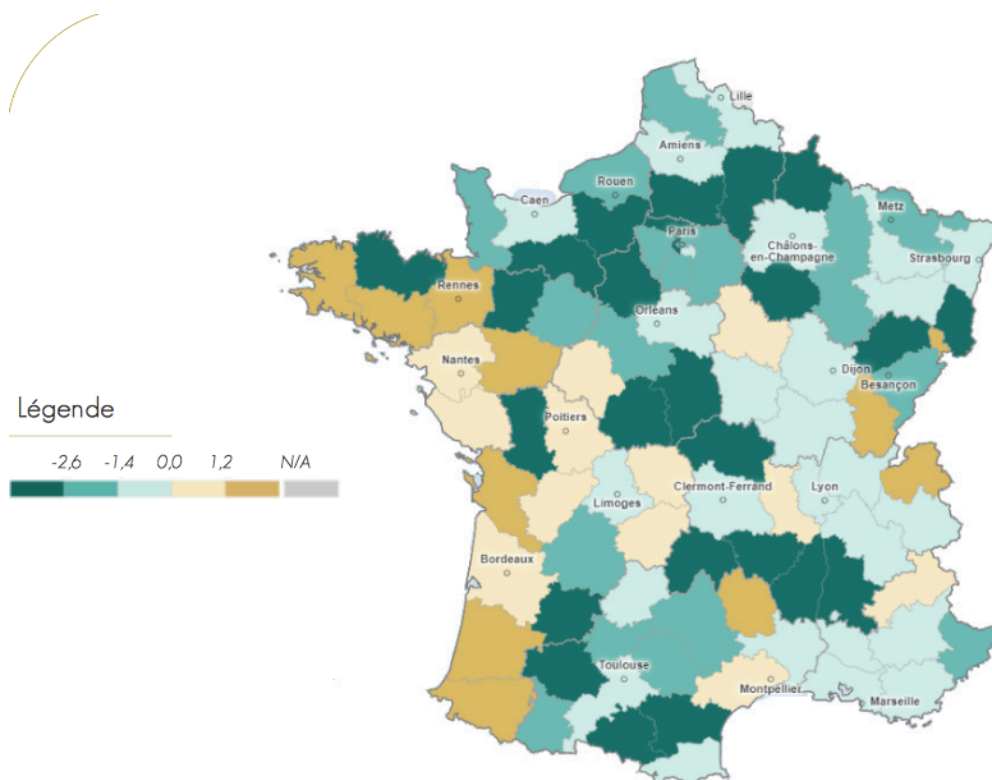 Lille
Amiens
Rouen
Caen
Metz
Paris
Châlons-
en-Champagne
Strasbourg
Rennes
Orléans
Nantes
Dijon
Besançon
Légende
Poitiers
-2,6 -1,4 0,0 1,2 N/A
Clermont-Ferrand
Lyon
Limoges
Bordeaux
Toulouse
Montpellier
Marseille